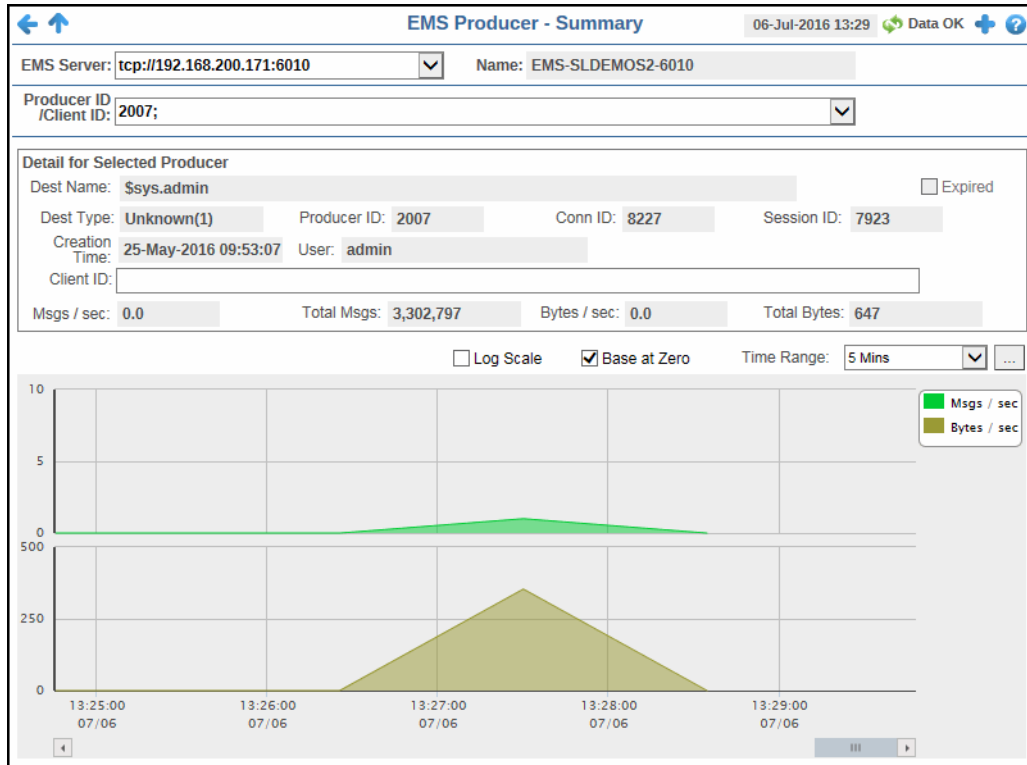 EMS Producer - Summary
06-Jul-2016 13:29 Data OK
EMS Server: tcp://192.168.200.171:6010 Name: EMS-SLDEMOS2-6010
Producer ID
/Client ID: 2007;
Detail for Selected Producer
Dest Name: $sys.admin Expired
Dest Type: Unknown(1) Producer ID: 2007 Conn ID: 8227 Session ID: 7923
Creation
Time: 25-May-2016 09:53:07 User: admin
Client ID:
Msgs / sec: 0.0 Total Msgs: 3,302,797 Bytes / sec: 0.0 Total Bytes: 647
Log Scale Base at Zero Time Range: 5 Mins ...
10
5
0
Msgs / sec
Bytes / sec
500
250
0
13:25:00 13:26:00 13:27:00 13:28:00 13:29:00
07/06 07/06 07/06 07/06 07/06